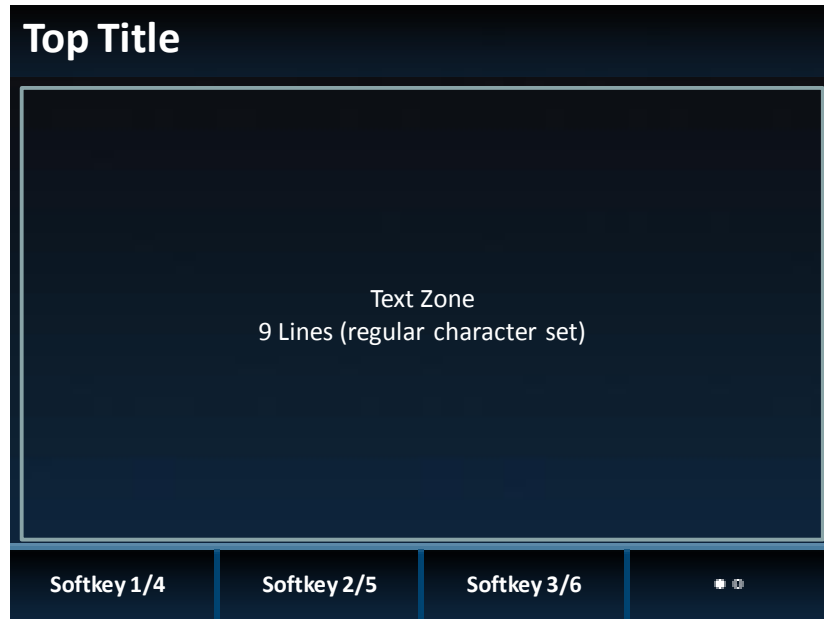 Top Title
Text Zone
9 Lines (regular character set)
Softkey 1/4
Softkey 2/5
Softkey 3/6